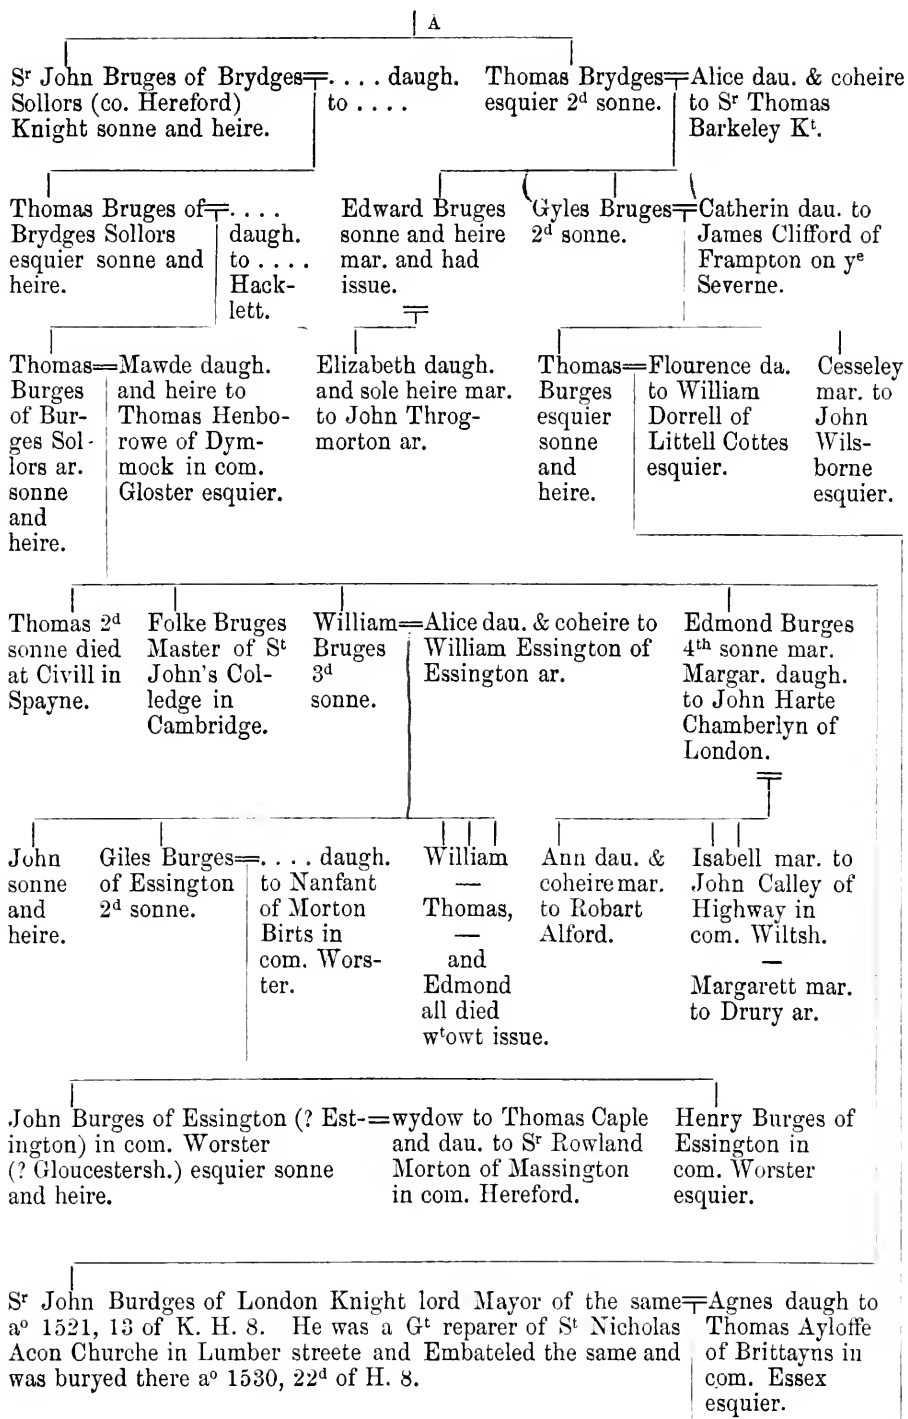 A
Sr John Bruges of Brydges
Sollors (co. Hereford)
Knight sonne and heire.
. . . . daugh.
to . . . .
Thomas Brydges
esquier 2d sonne.
Alice dau. & coheire
to Sr Thomas
Barkeley Kt.
Thomas Bruges of
Brydges Sollors
esquier sonne and
heire.
. . . .
daugh.
to . . . .
Hack-
lett.
Edward Bruges
sonne and heire
mar. and had
issue.
Gyles Bruges
2d sonne.
Catherin dau. to
James Clifford of
Frampton on ye
Severne.
Thomas
Burges
of Bur-
ges Sol-
lors ar.
sonne
and
heire.
Mawde daugh.
and heire to
Thomas Henbo-
rowe of Dym-
mock in com.
Gloster esquier.
Elizabeth daugh.
and sole heire mar.
to John Throg-
morton ar.
Thomas
Burges
esquier
sonne
and
heire.
Flourence da.
to William
Dorrell of
Littell Cottes
esquier.
Cesseley
mar. to
John
Wils-
borne
esquier.
Thomas 2d
sonne died
at Civill in
Spayne.
Folke Bruges
Master of St
John's Col-
ledge in
Cambridge.
William
Bruges
3d
sonne.
Alice dau. & coheire to
William Essington of
Essington ar.
Edmond Burges
4th sonne mar.
Margar. daugh.
to John Harte
Chamberlyn of
London.
John
sonne
and
heire.
Giles Burges
of Essington
2d sonne.
. . . . daugh.
to Nanfant
of Morton
Birts in
com. Wors-
ter.
William
—
Thomas,
—
and
Edmond
all died
wtowt issue.
Ann dau. &
coheire mar.
to Robart
Alford.
Isabell mar. to
John Calley of
Highway in
com. Wiltsh.
—
Margarett mar.
to Drury ar.
John Burges of Essington (? Est-
ington) in com. Worster
(? Gloucestersh.) esquier sonne
and heire.
wydow to Thomas Caple
and dau. to Sr Rowland
Morton of Massington
in com. Hereford.
Henry Burges of
Essington in
com. Worster
esquier.
Sr John Burdges of London Knight lord Mayor of the same
ao 1521, 13 of K. H. 8. He was a Gt reparer of St Nicholas
Acon Churche in Lumber streete and Embateled the same and
was buryed there ao 1530, 22d of H. 8.
Agnes daugh to
Thomas Ayloffe
of Brittayns in
com. Essex
esquier.